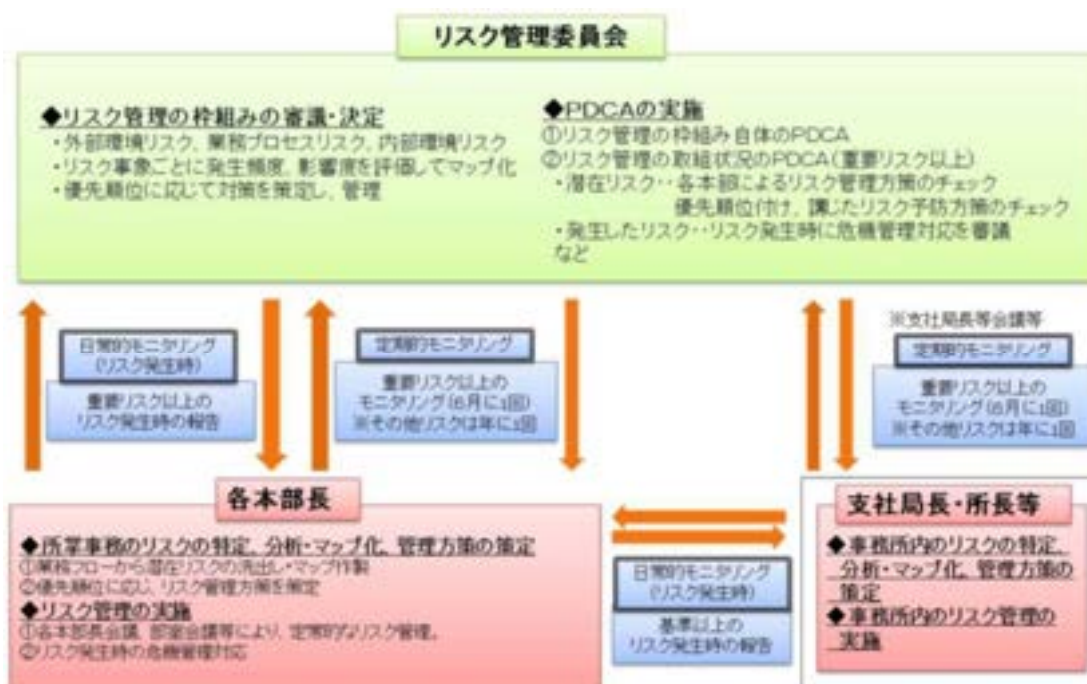 リスク管理委員会
◆リスク管理の枠組みの審議・決定
・外部環境リスク、業務プロセスリスク、内部環境リスク
・リスク事象ごとに発生頻度、影響度を評価してマップ化
・優先順位に応じて対策を策定し、管理
◆PDCAの実施
①リスク管理の枠組み自体のPDCA
②リスク管理の取組状況のPDCA(重要リスク以上)
・潜在リスク‥各本部によるリスク管理方策のチェック
優先順位付け、講じたリスク予防方策のチェック
・発生したリスク‥リスク発生時に危機管理対応を審議
など
日常的モニタリング
(リスク発生時)
重要リスク以上の
リスク発生時の報告
定期的モニタリング
重要リスク以上の
モニタリング(6月に1回)
※その他リスクは年に1回
※支社局長等会議等
定期的モニタリング
重要リスク以上の
モニタリング(6月に1回)
※その他リスクは年に1回
各本部長
◆所掌事務のリスクの特定、分析・マップ化、管理方策の策定
①業務フローから潜在リスクの洗出し・マップ作製
②優先順位に応じ、リスク管理方策を策定
◆リスク管理の実施
①各本部長会議、部室会議等により、定常的なリスク管理。
②リスク発生時の危機管理対応
日常的モニタリング
(リスク発生時)
基準以上の
リスク発生時の報告
支社局長・所長等
◆事務所内のリスクの特定、
分析・マップ化、管理方策の
策定
◆事務所内のリスク管理の
実施